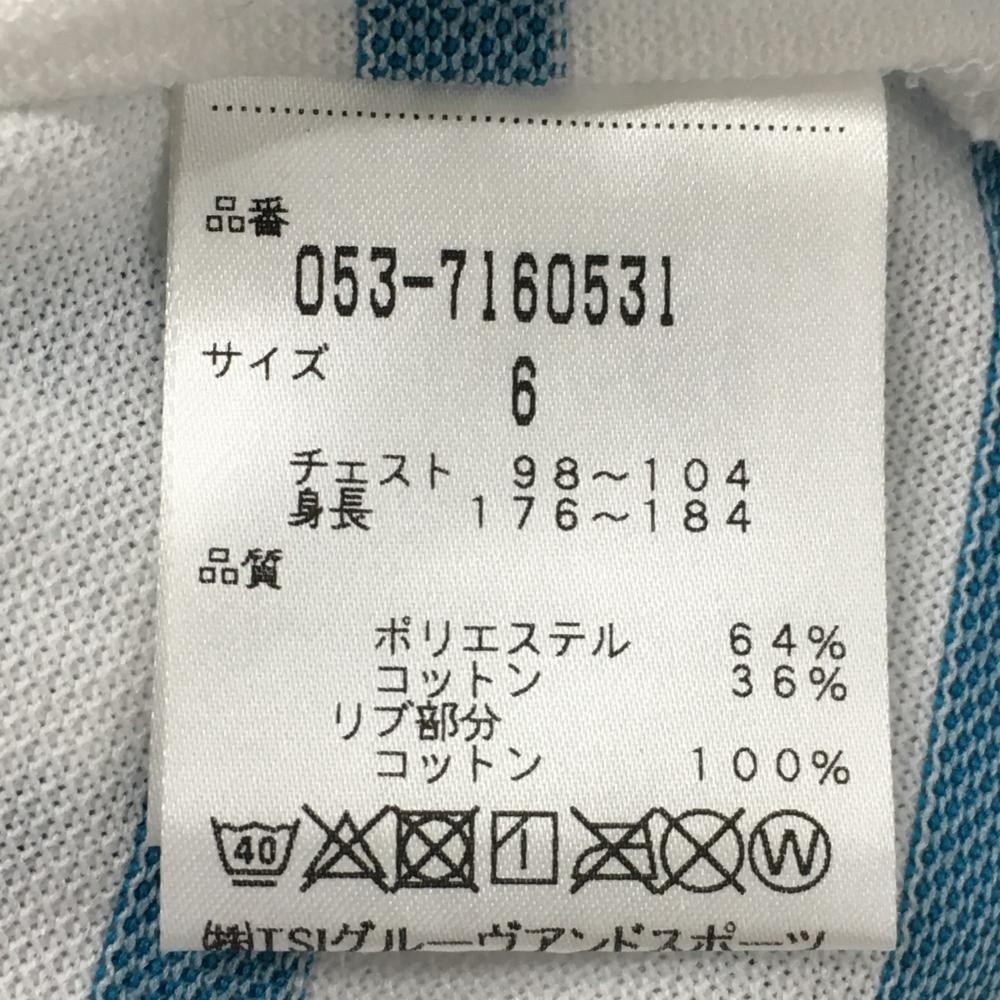 品番
053-7160531
サイズ
6
チェスト 98～104
身長 176～184
品質
ポリエステル 64%
コットン 36%
リブ部分
コットン 100%
40 W
㈱TSIグルーヴアンドスポーツ